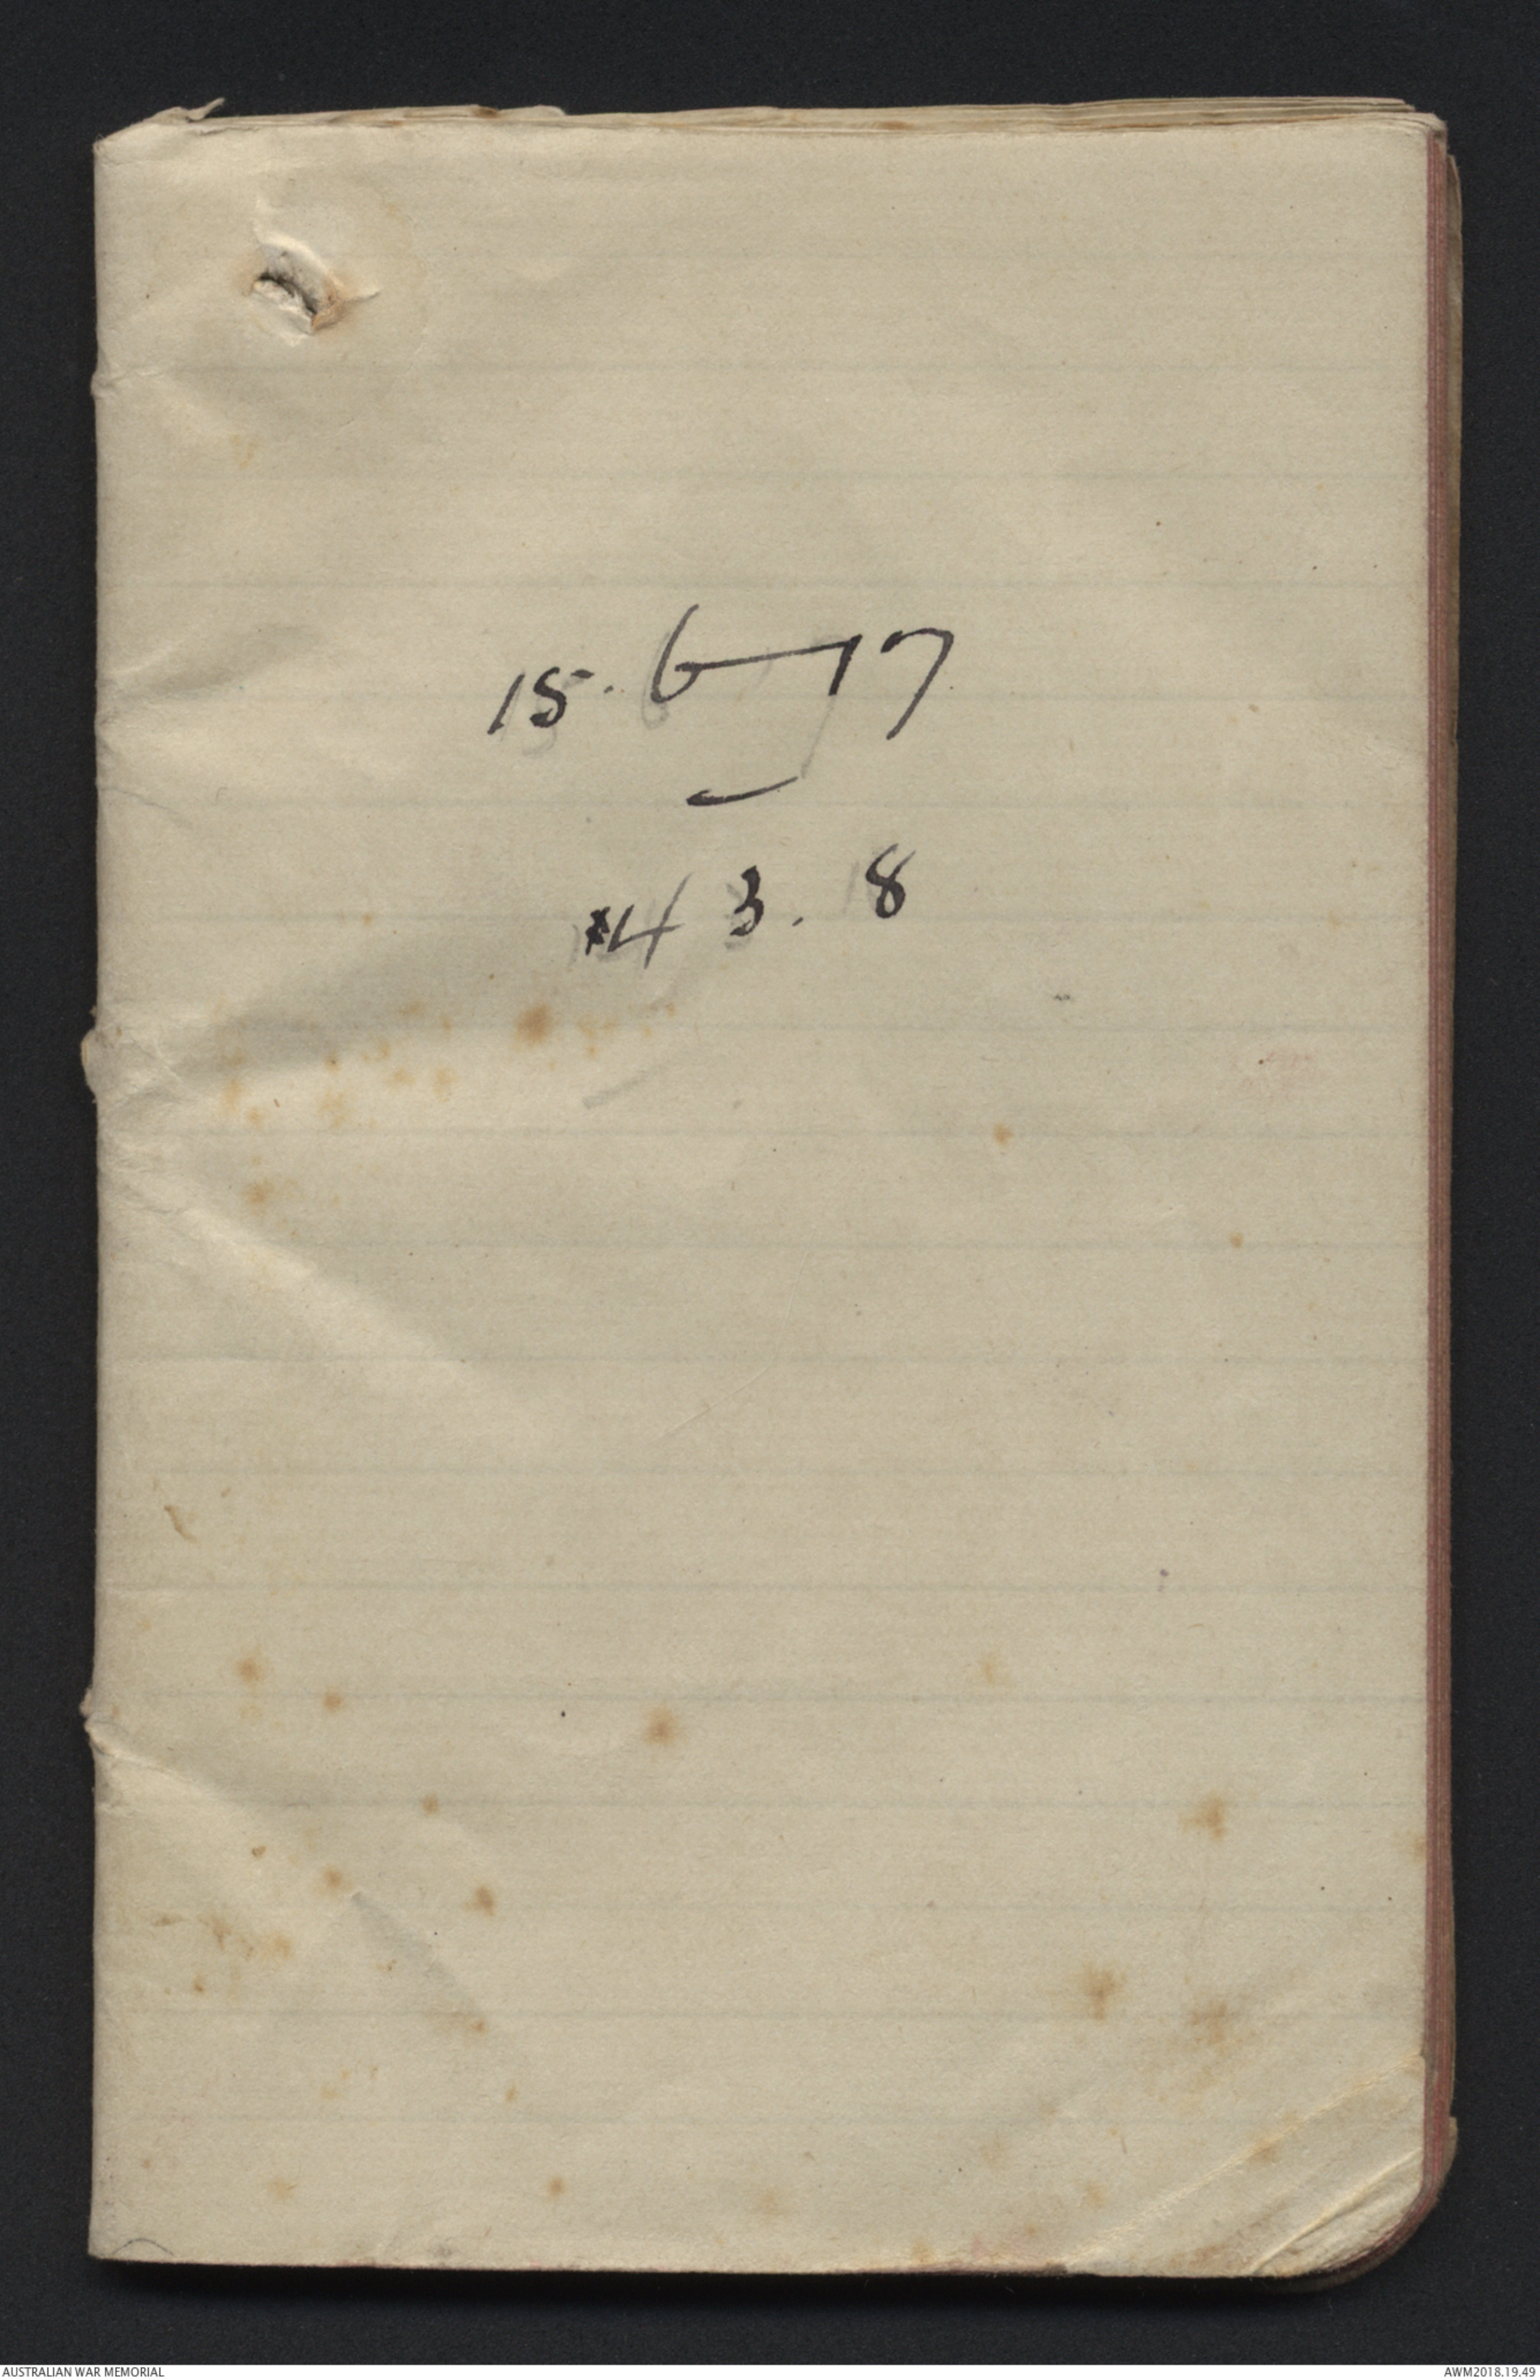 15. 6 17
14 3. 18
AUSTRALIAN WAR MEMORIAL
AWM2018.19.49